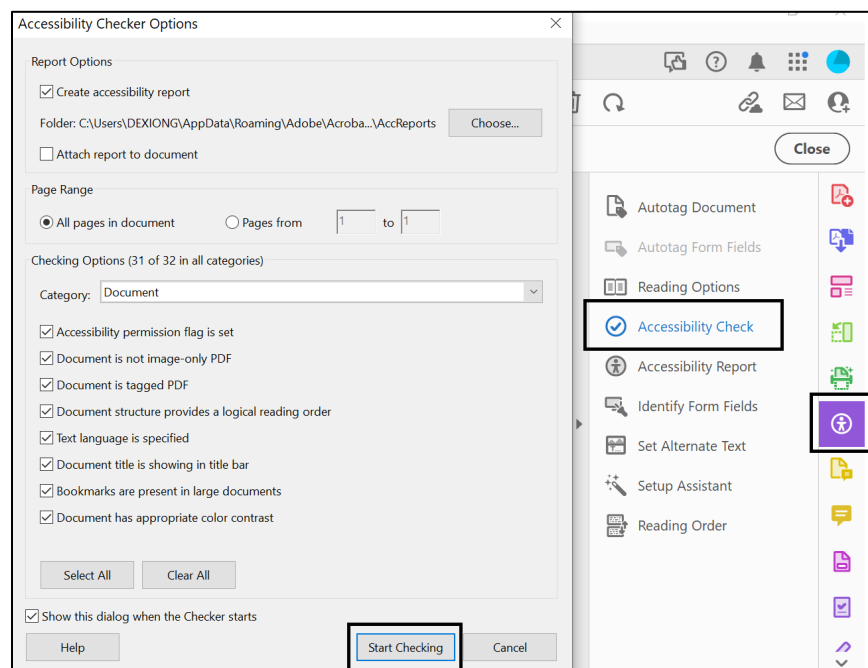 Accessibility Checker Options
Report Options
Create accessibility report
Folder: C:\Users\DEXIONG\AppData\Roaming\Adobe\Acroba...\AccReports
Choose...
Attach report to document
Page Range
All pages in document
Pages from 1 to 1
Checking Options (31 of 32 in all categories)
Category: Document
Accessibility permission flag is set
Document is not image-only PDF
Document is tagged PDF
Document structure provides a logical reading order
Text language is specified
Document title is showing in title bar
Bookmarks are present in large documents
Document has appropriate color contrast
Select All
Clear All
Show this dialog when the Checker starts
Help
Start Checking
Cancel
Close
Autotag Document
Autotag Form Fields
Reading Options
Accessibility Check
Accessibility Report
Identify Form Fields
Set Alternate Text
Setup Assistant
Reading Order